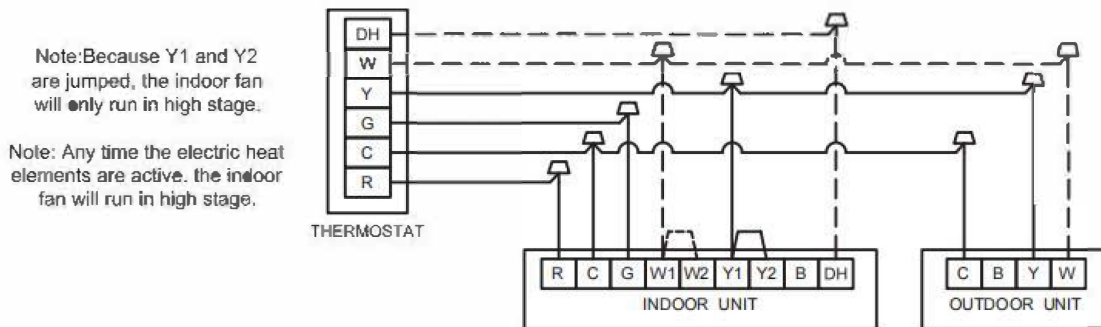 Note:Because Y1 and Y2
are jumped, the indoor fan
will only run in high stage.
Note: Any time the electric heat
elements are active. the indoor
fan will run in high stage.
DH
W
Y
G
C
R
THERMOSTAT
R C G W1 W2 Y1 Y2 B DH
INDOOR UNIT
C B Y W
OUTDOOR UNIT